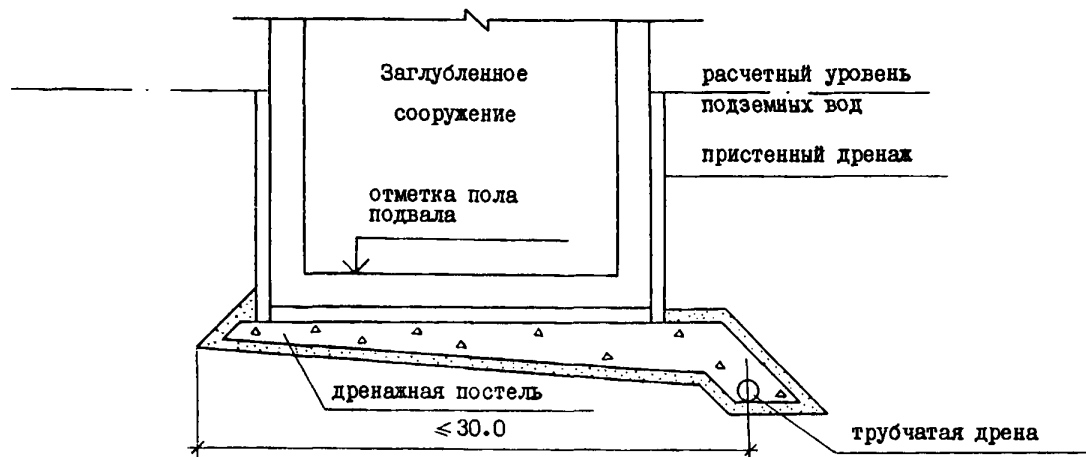 Заглубленное
сооружение
расчетный уровень
подземных вод
пристенный дренаж
отметка пола
подвала
дренажная постель
≤30.0
трубчатая дрена